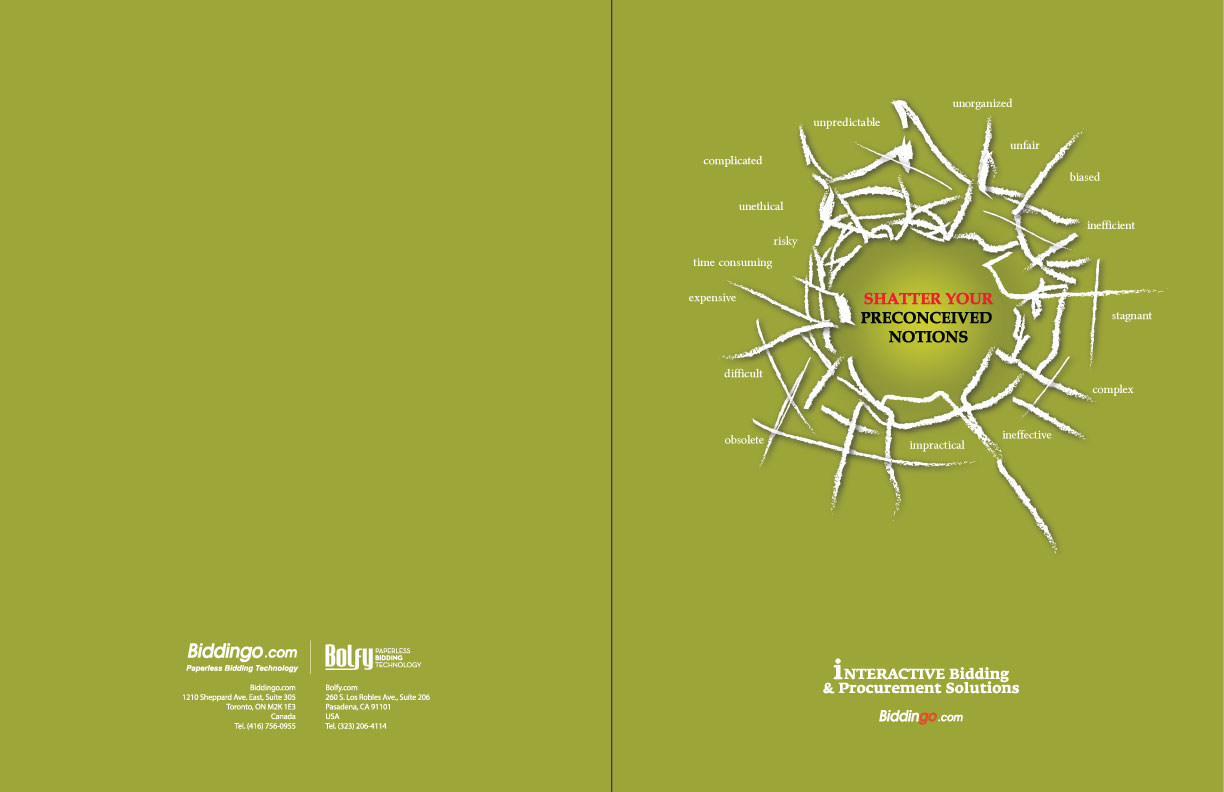 Biddingo.com
Paperless Bidding Technology
Biddingo.com
1210 Sheppard Ave. East, Suite 305
Toronto, ON M2K 1E3
Canada
Tel. (416) 756-0955
Bolfy
PAPERLESS
BIDDING
TECHNOLOGY
Bolfy.com
260 S. Los Robles Ave., Suite 206
Pasadena, CA 91101
USA
Tel. (323) 206-4114
unorganized
unpredictable
unfair
complicated
biased
unethical
inefficient
risky
time consuming
expensive
stagnant
SHATTER YOUR
PRECONCEIVED
NOTIONS
difficult
complex
obsolete
impractical
ineffective
iNTERACTIVE Bidding
& Procurement Solutions
Biddingo.com